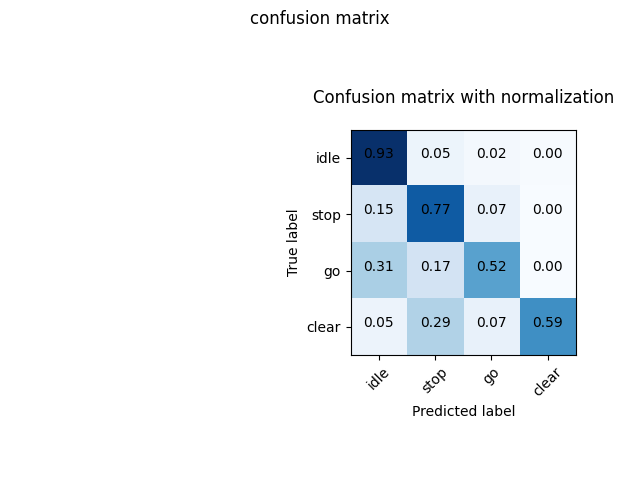 confusion matrix
Confusion matrix with normalization
idle 0.93 0.05 0.02 0.00
stop 0.15 0.77 0.07 0.00
go 0.31 0.17 0.52 0.00
clear 0.05 0.29 0.07 0.59
True label
idle stop go clear
Predicted label